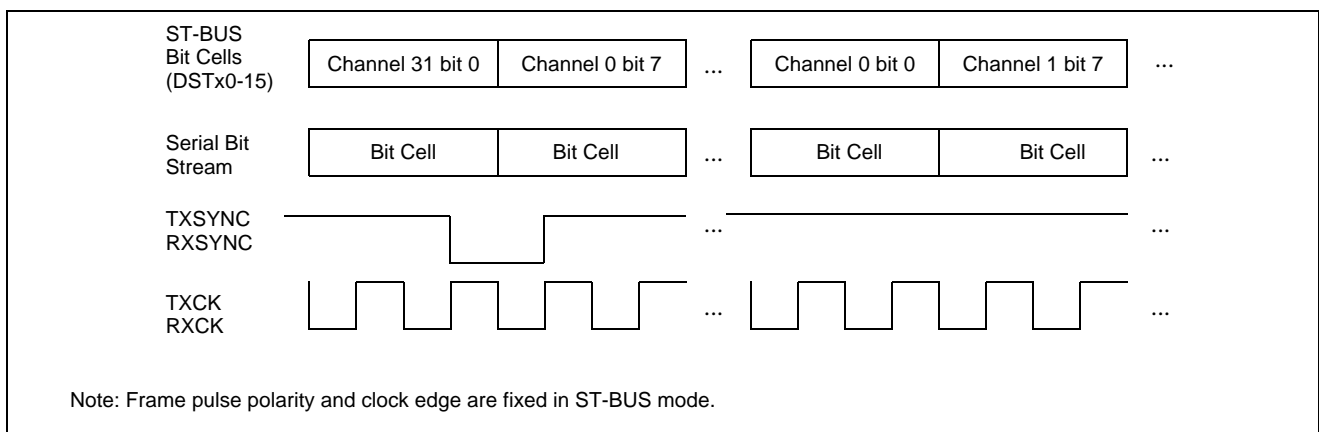 ST-BUS
Bit Cells
(DSTx0-15)
Channel 31 bit 0 Channel 0 bit 7 ... Channel 0 bit 0 Channel 1 bit 7 ...
Serial Bit
Stream
Bit Cell Bit Cell ... Bit Cell Bit Cell ...
TXSYNC
RXSYNC
... ...
TXCK
RXCK
... ...
Note: Frame pulse polarity and clock edge are fixed in ST-BUS mode.